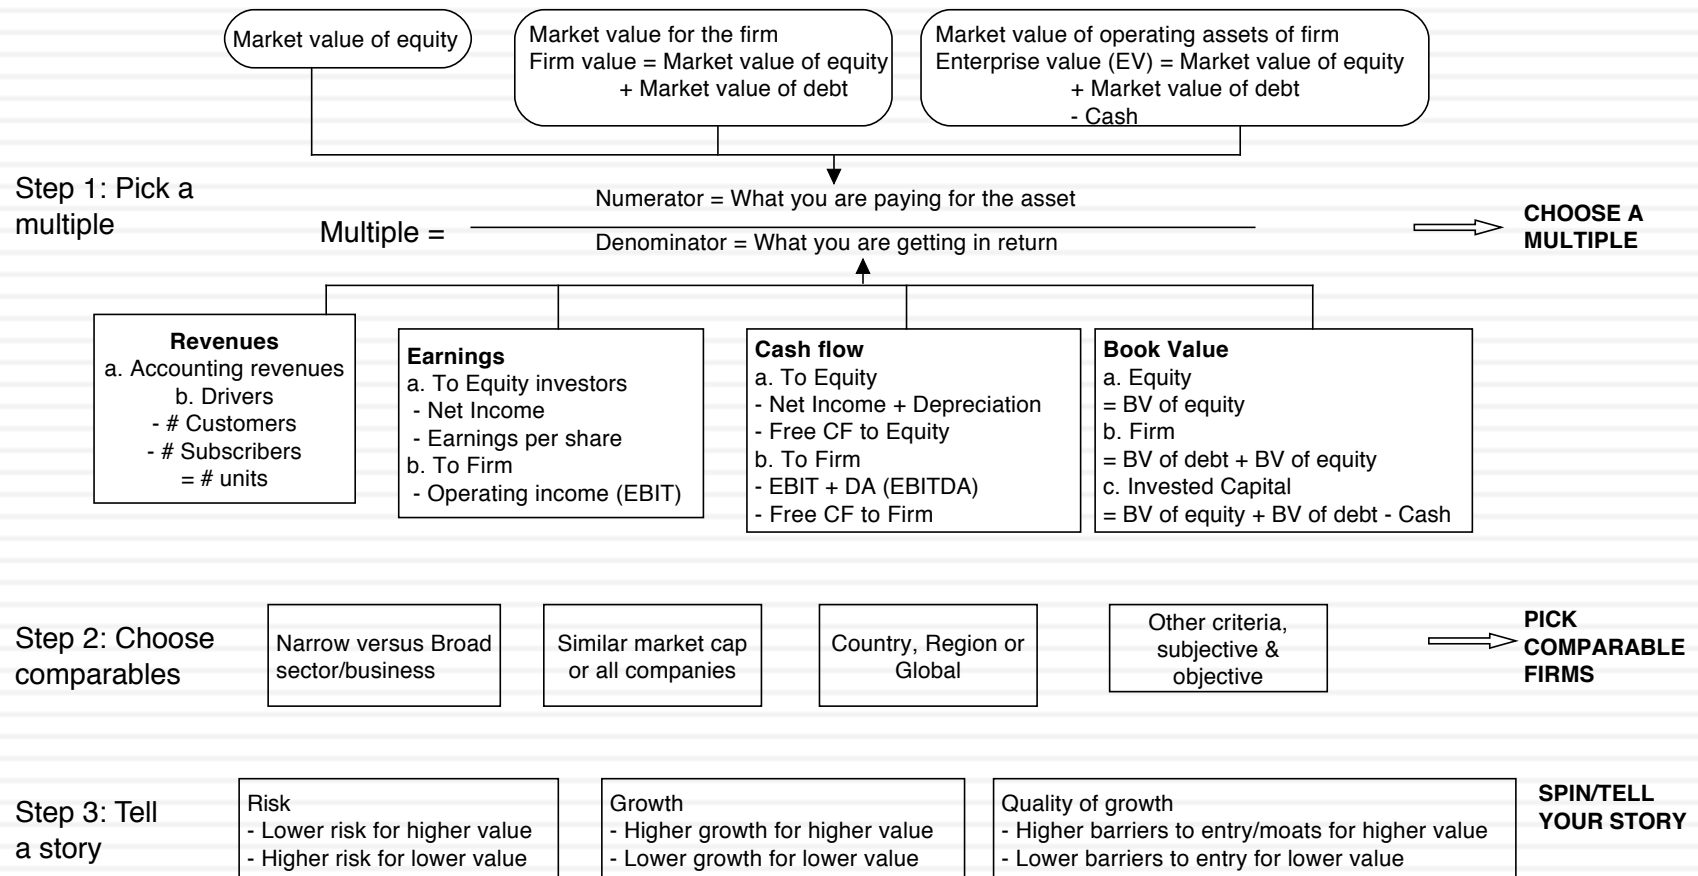 Market value of equity
Market value for the firm
Firm value = Market value of equity
+ Market value of debt
Market value of operating assets of firm
Enterprise value (EV) = Market value of equity
+ Market value of debt
- Cash
Step 1: Pick a
multiple
Multiple =
Numerator = What you are paying for the asset
Denominator = What you are getting in return
CHOOSE A
MULTIPLE
Revenues
a. Accounting revenues
b. Drivers
- # Customers
- # Subscribers
= # units
Earnings
a. To Equity investors
- Net Income
- Earnings per share
b. To Firm
- Operating income (EBIT)
Cash flow
a. To Equity
- Net Income + Depreciation
- Free CF to Equity
b. To Firm
- EBIT + DA (EBITDA)
- Free CF to Firm
Book Value
a. Equity
= BV of equity
b. Firm
= BV of debt + BV of equity
c. Invested Capital
= BV of equity + BV of debt - Cash
Step 2: Choose
comparables
Narrow versus Broad
sector/business
Similar market cap
or all companies
Country, Region or
Global
Other criteria,
subjective &
objective
PICK
COMPARABLE
FIRMS
Step 3: Tell
a story
Risk
- Lower risk for higher value
- Higher risk for lower value
Growth
- Higher growth for higher value
- Lower growth for lower value
Quality of growth
- Higher barriers to entry/moats for higher value
- Lower barriers to entry for lower value
SPIN/TELL
YOUR STORY